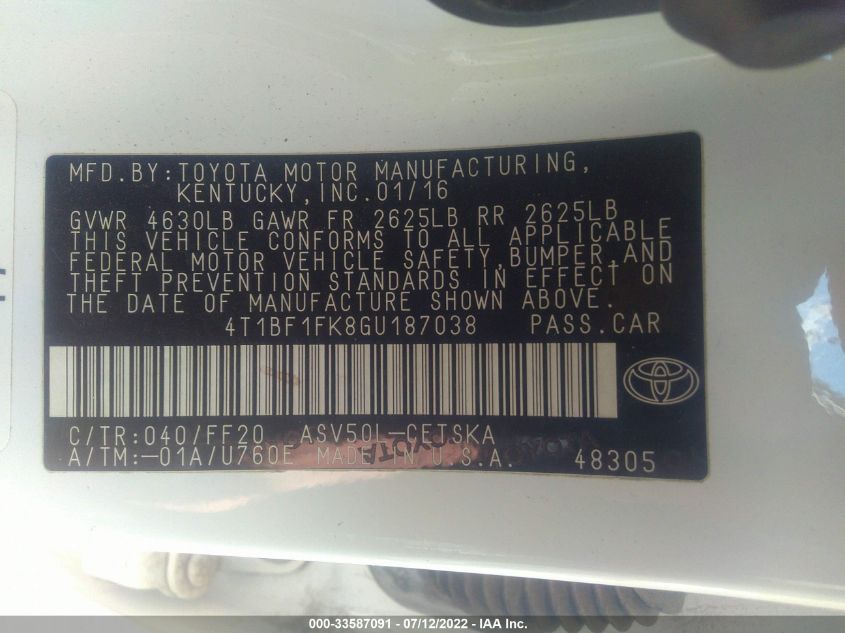 MFD.BY:TOYOTA MOTOR MANUFACTURING,
KENTUCKY,INC.01/16
GVWR 4630LB GAWR FR 2625LB RR 2625LB
THIS VEHICLE CONFORMS TO ALL APPLICABLE
FEDERAL MOTOR VEHICLE SAFETY,BUMPER,AND
THEFT PREVENTION STANDARDS IN EFFECT ON
THE DATE OF MANUFACTURE SHOWN ABOVE.
4T1BF1FK8GU187038 PASS.CAR
C/TR:040/FF20 ASV50L-CETSKA
A/TM:-01A/U760E MADE IN U.S.A. 48305
TOYOTA TOYOTA
000-33587091 - 07/12/2022 - IAA Inc.